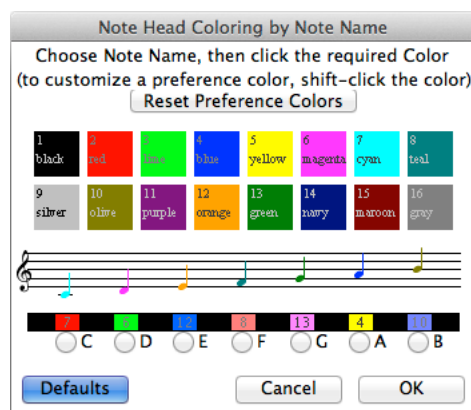 Note Head Coloring by Note Name
Choose Note Name, then click the required Color
(to customize a preference color, shift-click the color)
Reset Preference Colors
1 2 3 4 5 6 7 8
black red lime blue yellow magenta cyan teal
9 10 11 12 13 14 15 16
silver olive purple orange green navy maroon gray
7 6 12 8 13 4 10
C D E F G A B
Defaults Cancel OK